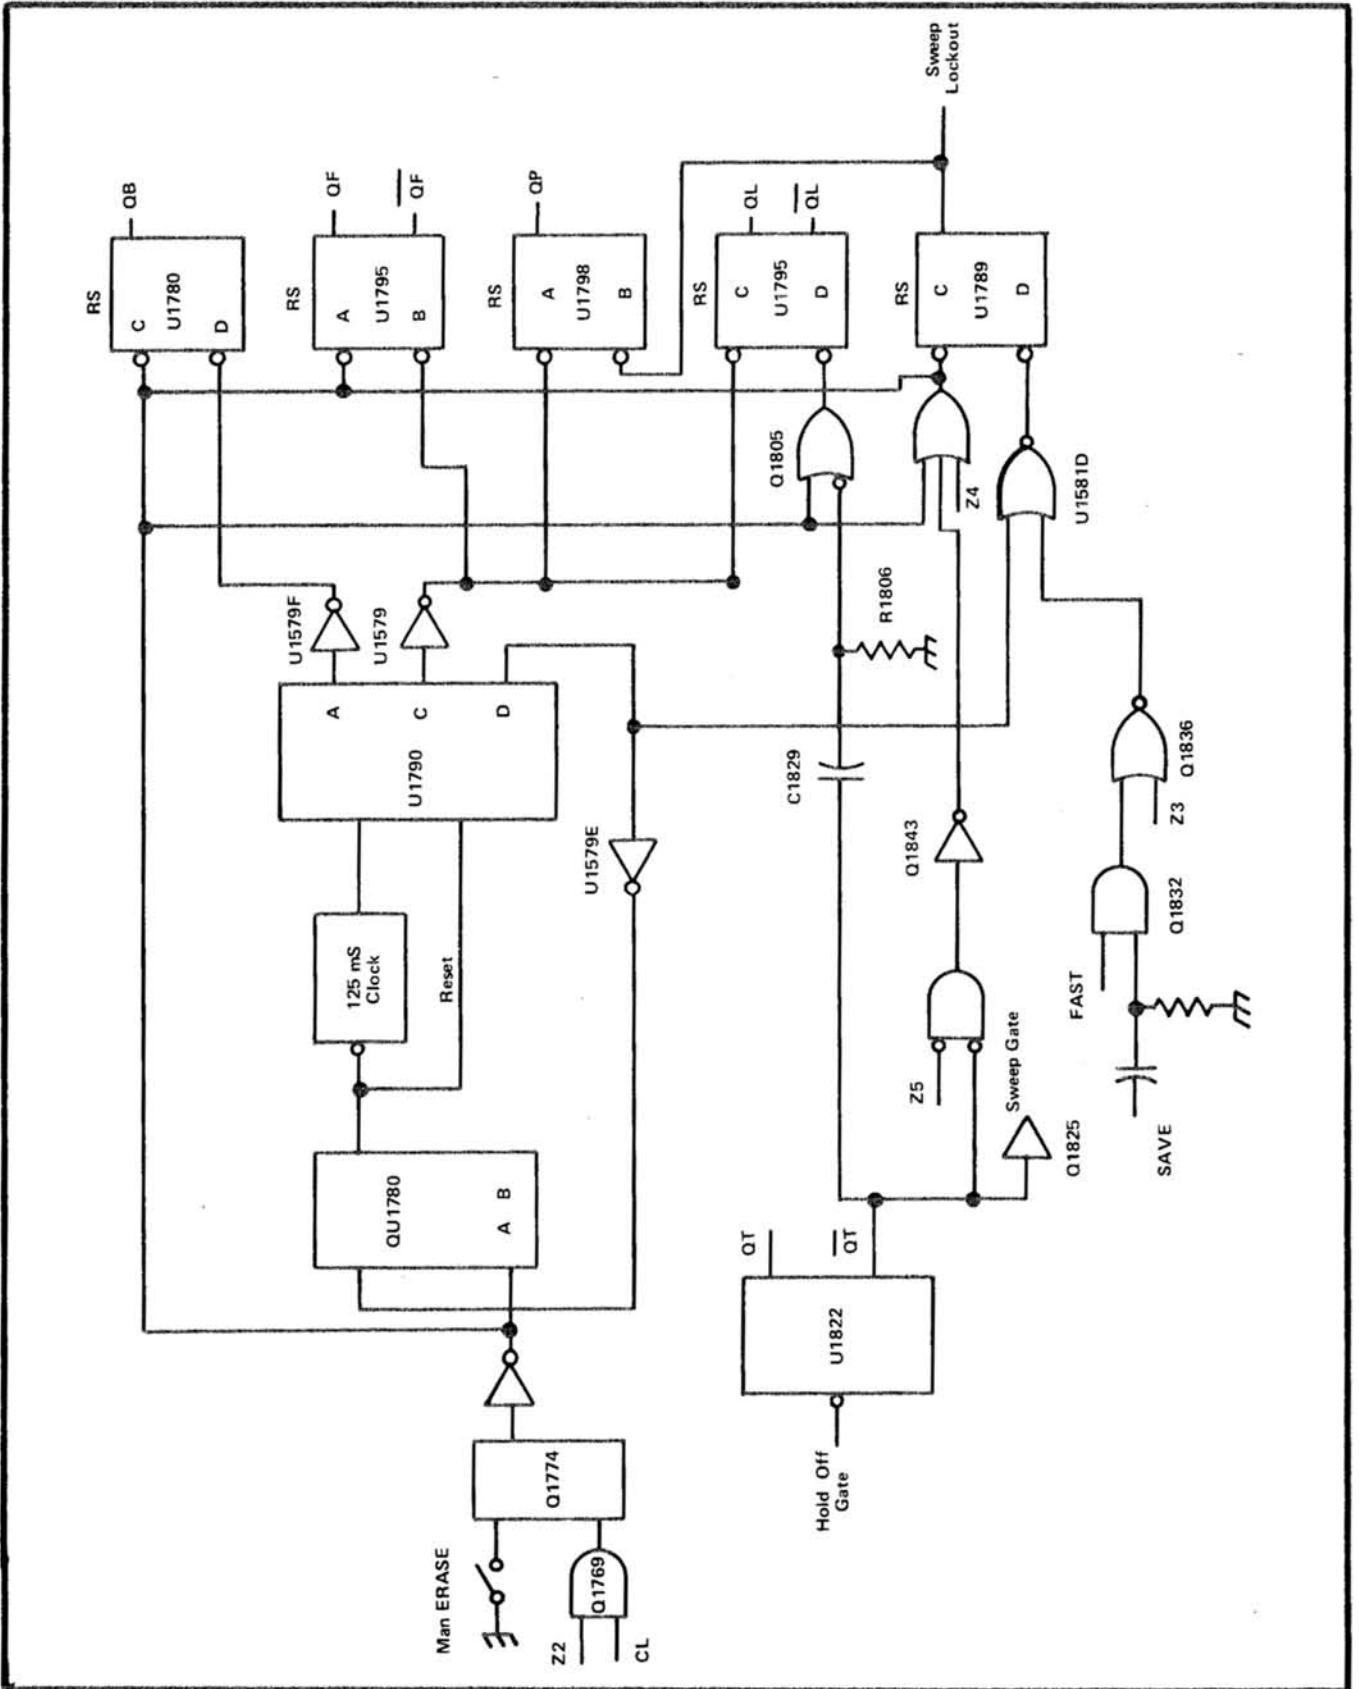 QB
RS
C
U1780
D
QF
RS
A
U1795
QF
B
U1579F
U1579
A
C
U1790
D
125 mS
Clock
Reset
QU1780
A B
Man ERASE
Q1774
Z2
Q1769
CL
U1579E
QP
RS
A
U1798
B
QL
RS
C
U1795
QL
D
Q1805
R1806
C1829
QT
QT
U1822
Hold Off
Gate
Sweep
Lockout
RS
C
U1789
D
Z4
U1581D
Q1843
Z5
Sweep Gate
Q1825
Q1836
Z3
Q1832
FAST
SAVE